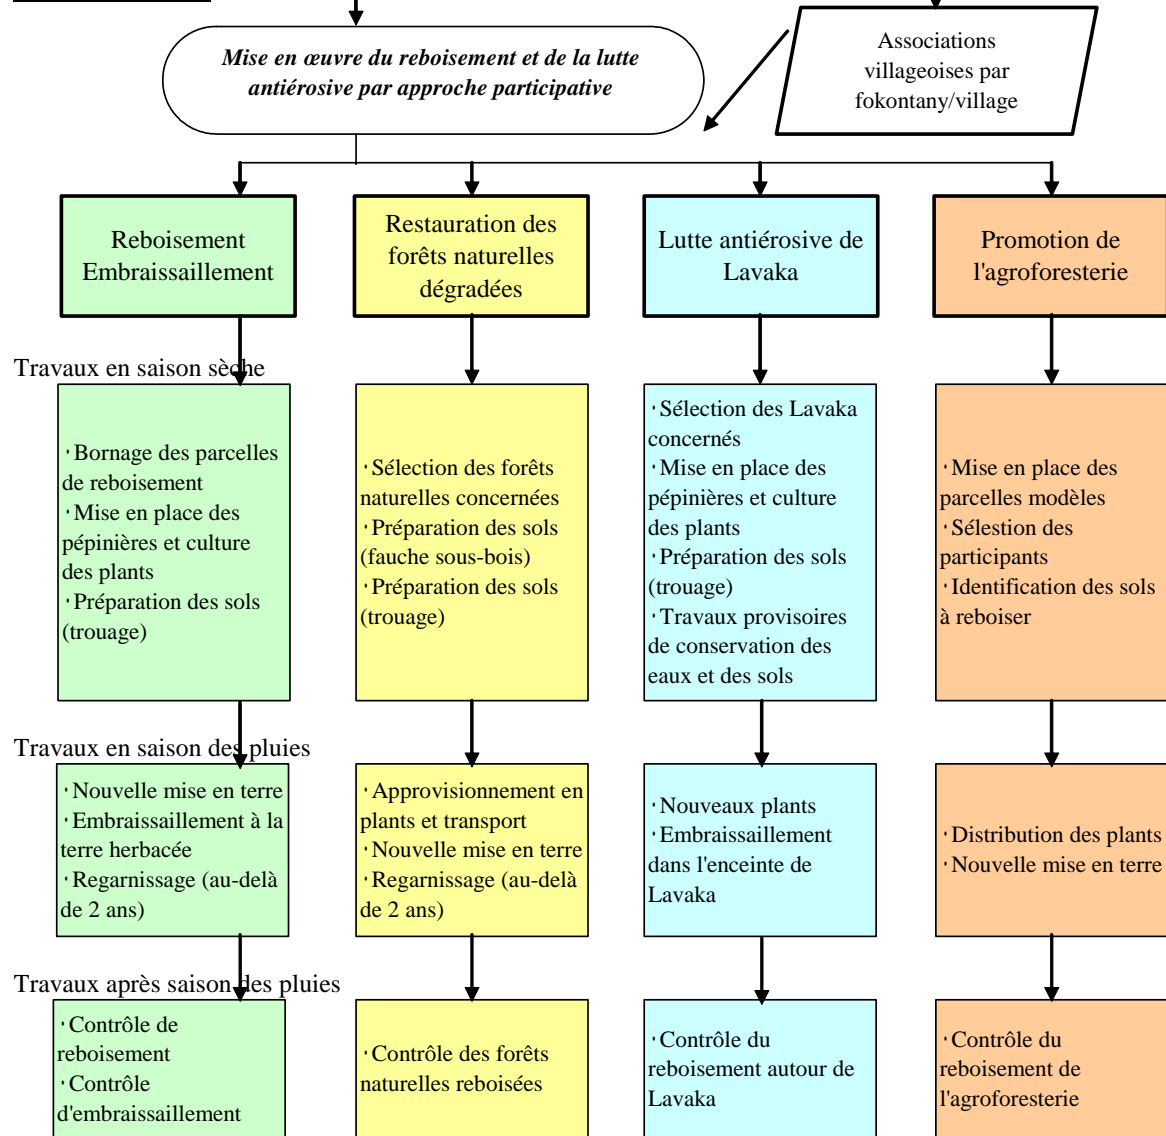 Mise en œuvre du reboisement et de la lutte
antiérosive par approche participative
Associations
villageoises par
fokontany/village
Reboisement
Embraissaillement
Restauration des
forêts naturelles
dégradées
Lutte antiérosive de
Lavaka
Promotion de
l'agroforesterie
Travaux en saison sèche
·Bornage des parcelles
de reboisement
·Mise en place des
pépinières et culture
des plants
·Préparation des sols
(trouage)
·Sélection des forêts
naturelles concernées
·Préparation des sols
(fauche sous-bois)
·Préparation des sols
(trouage)
·Sélection des Lavaka
concernés
·Mise en place des
pépinières et culture
des plants
·Préparation des sols
(trouage)
·Travaux provisoires
de conservation des
eaux et des sols
·Mise en place des
parcelles modèles
·Sélestion des
participants
·Identification des sols
à reboiser
Travaux en saison des pluies
·Nouvelle mise en terre
·Embraissaillement à la
terre herbacée
·Regarnissage (au-delà
de 2 ans)
·Approvisionnement en
plants et transport
·Nouvelle mise en terre
·Regarnissage (au-delà
de 2 ans)
·Nouveaux plants
·Embraissaillement
dans l'enceinte de
Lavaka
·Distribution des plants
·Nouvelle mise en terre
Travaux après saison des pluies
·Contrôle de
reboisement
·Contrôle
d'embraissaillement
·Contrôle des forêts
naturelles reboisées
·Contrôle du
reboisement autour de
Lavaka
·Contrôle du
reboisement de
l'agroforesterie